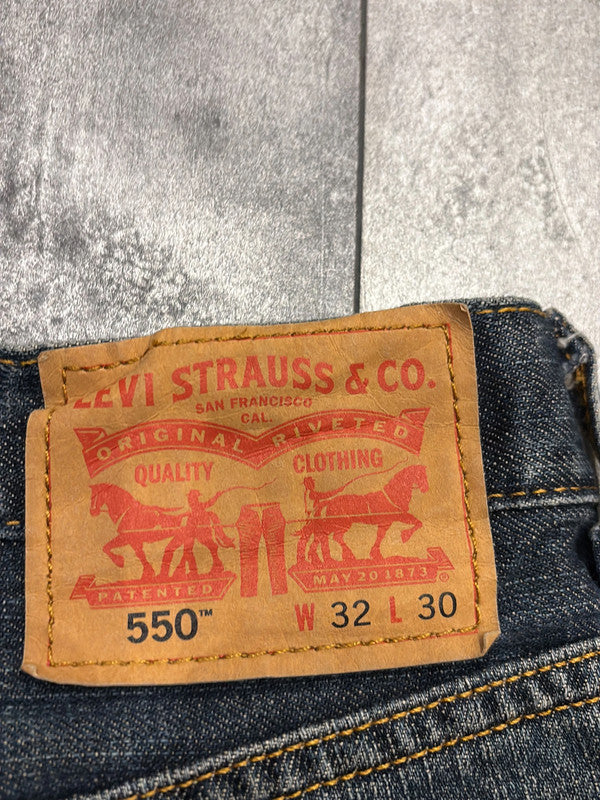 LEVI STRAUSS & CO.
SAN FRANCISCO
CAL.
ORIGINAL RIVETED
QUALITY CLOTHING
PATENTED MAY 20 1873 ®
550™ W 32 L 30